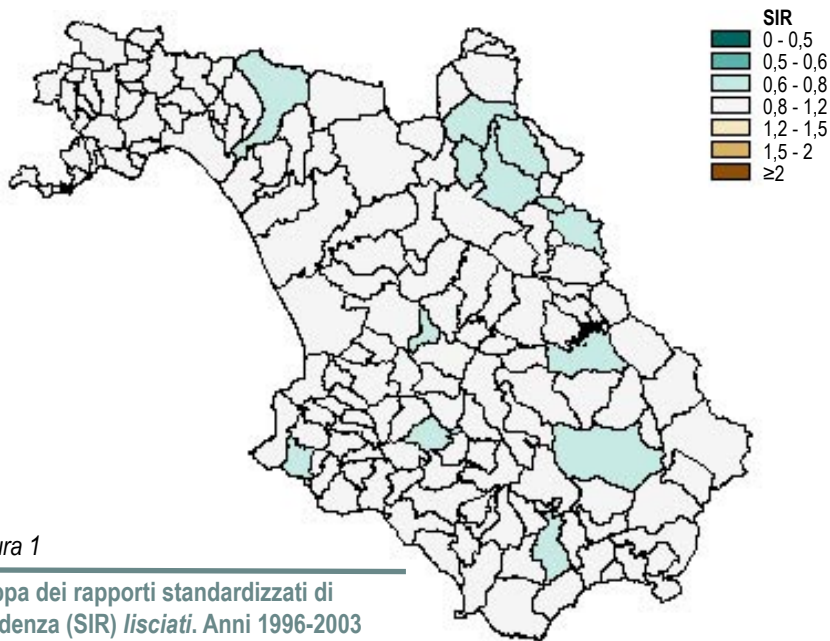 SIR
0 - 0,5
0,5 - 0,6
0,6 - 0,8
0,8 - 1,2
1,2 - 1,5
1,5 - 2
≥2
ura 1
ppa dei rapporti standardizzati di
denza (SIR) lisciati. Anni 1996-2003